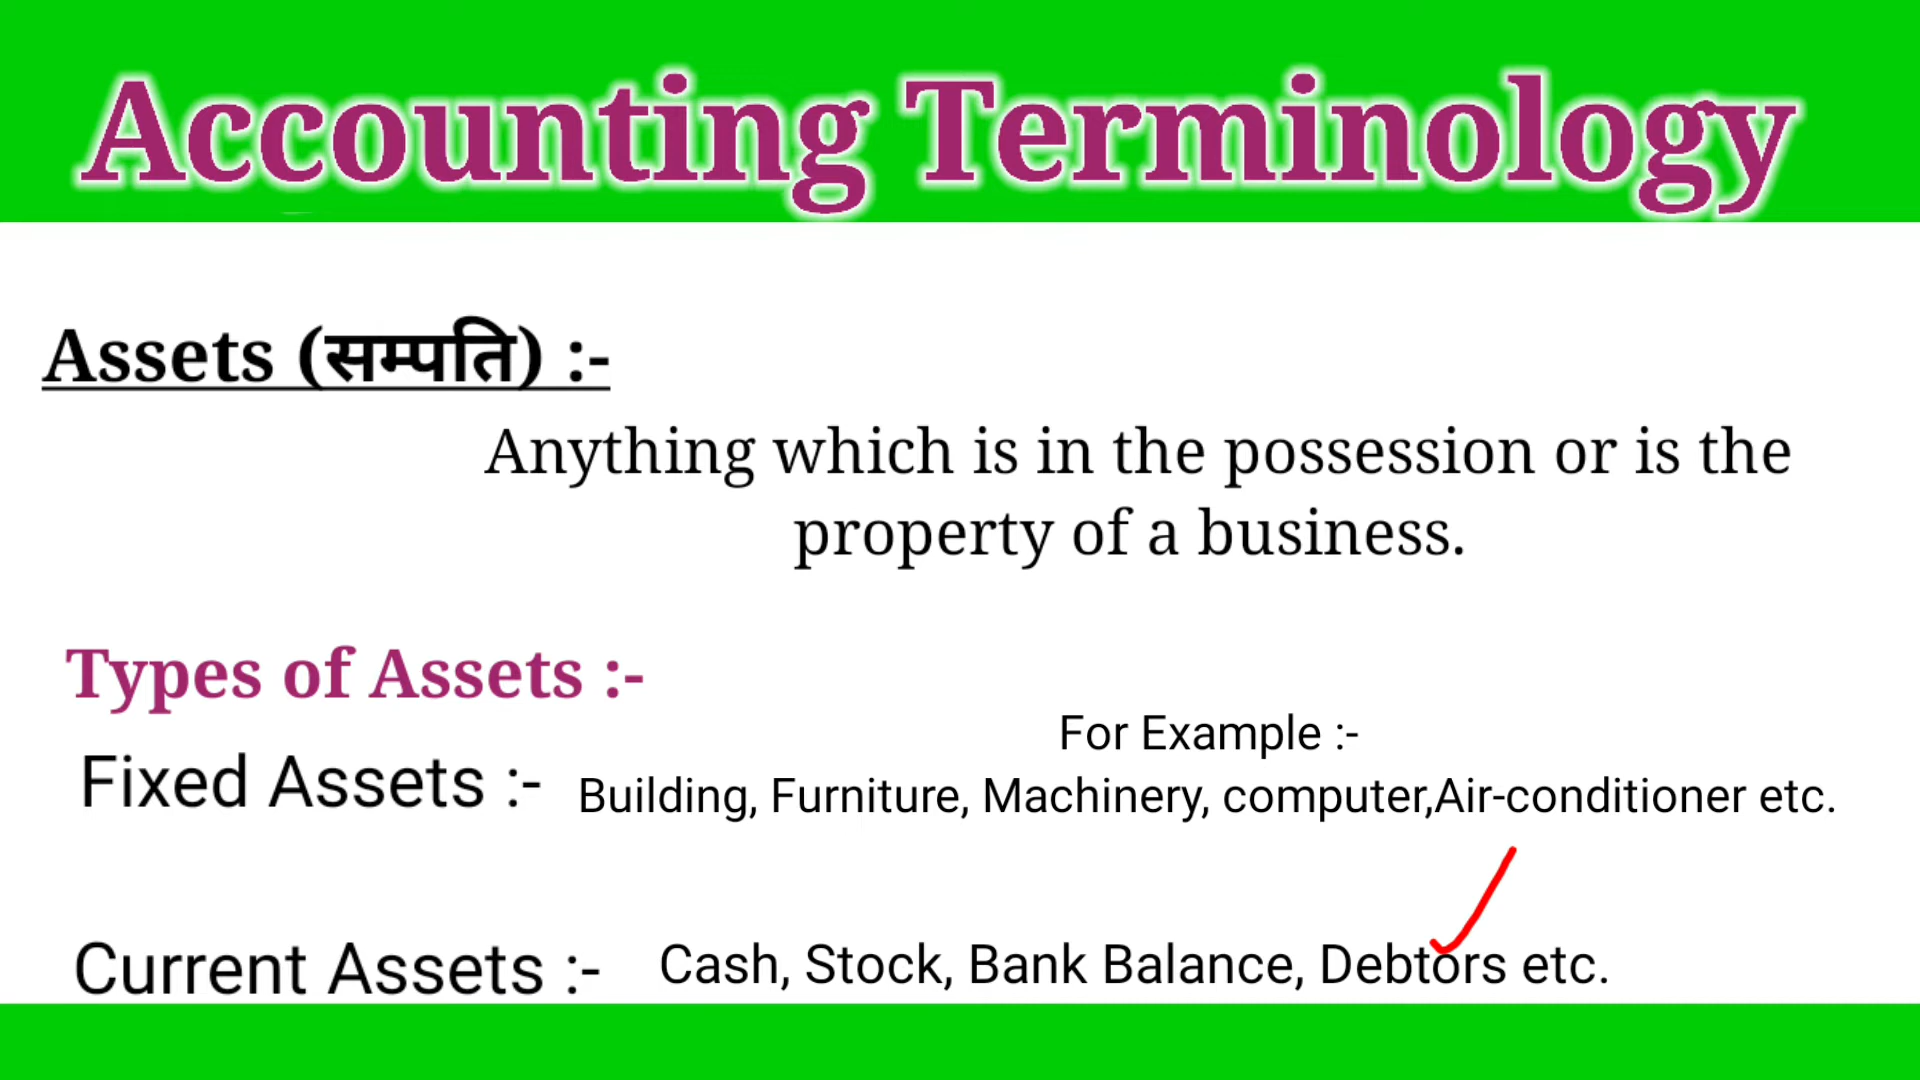 Accounting Terminology
Assets (सम्पति) :-
Anything which is in the possession or is the
property of a business.
Types of Assets :-
For Example :-
Fixed Assets :- Building, Furniture, Machinery, computer,Air-conditioner etc.
Current Assets :- Cash, Stock, Bank Balance, Debtors etc.